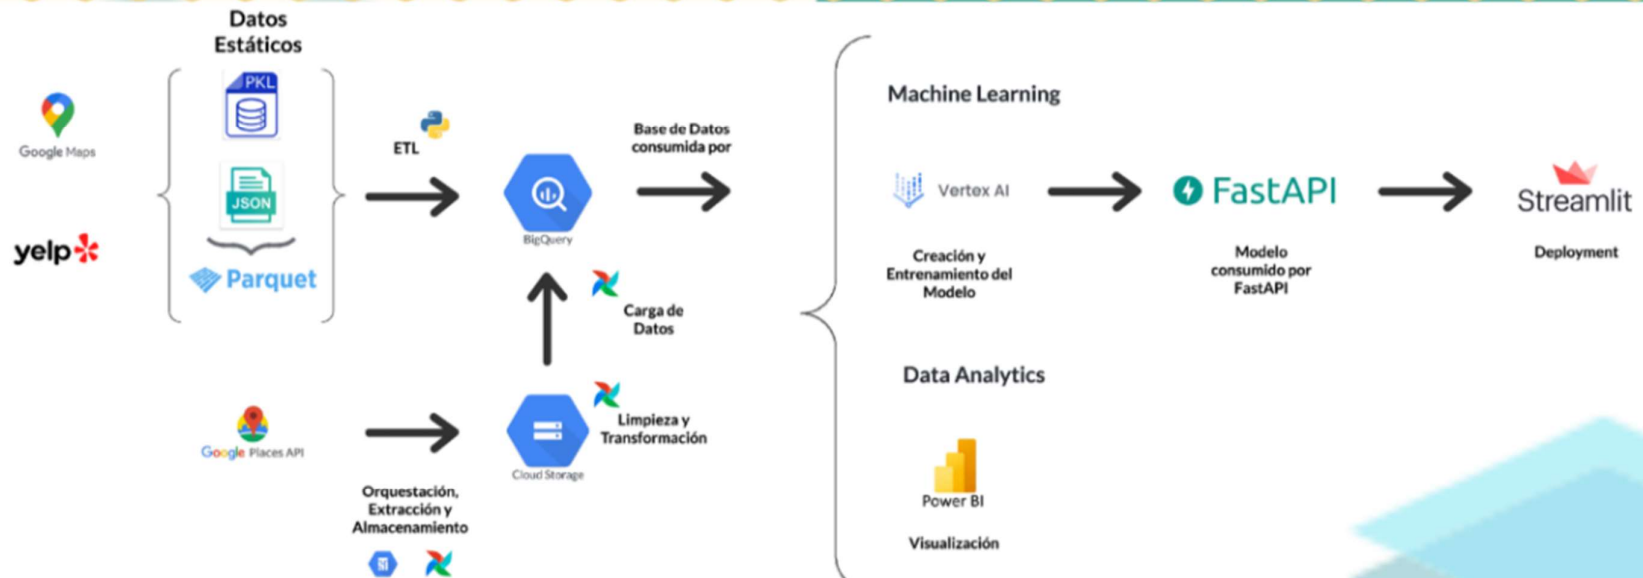 Datos
Estáticos
Google Maps
yelp
PKL
JSON
Parquet
ETL
BigQuery
Base de Datos
consumida por
Carga de
Datos
Google Places API
Orquestación,
Extracción y
Almacenamiento
Cloud Storage
Limpieza y
Transformación
Machine Learning
Vertex AI
Creación y
Entrenamiento del
Modelo
FastAPI
Modelo
consumido por
FastAPI
Streamlit
Deployment
Data Analytics
Power BI
Visualización